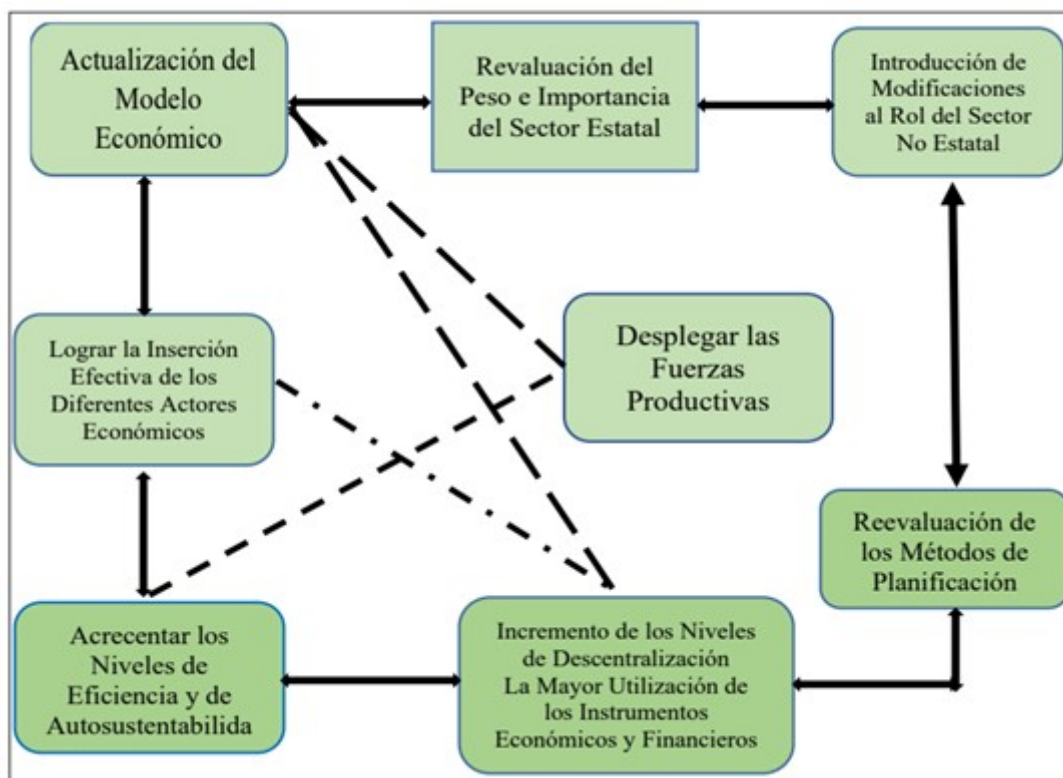 Actualización del
Modelo
Económico
Revaluación del
Peso e Importancia
del Sector Estatal
Introducción de
Modificaciones
al Rol del Sector
No Estatal
Lograr la Inserción
Efectiva de los
Diferentes Actores
Económicos
Desplegar las
Fuerzas
Productivas
Reevaluación de
los Métodos de
Planificación
Acrecentar los
Niveles de
Eficiencia y de
Autosustentabilida
Incremento de los Niveles
de Descentralización
La Mayor Utilización de
los Instrumentos
Económicos y Financieros